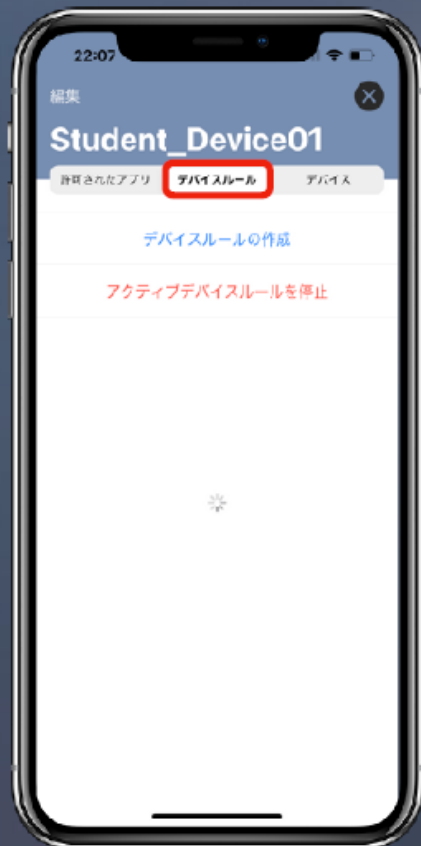 22:07
編集
Student_Device01
許可されたアプリ デバイスルール デバイス
デバイスルールの作成
アクティブデバイスルールを停止